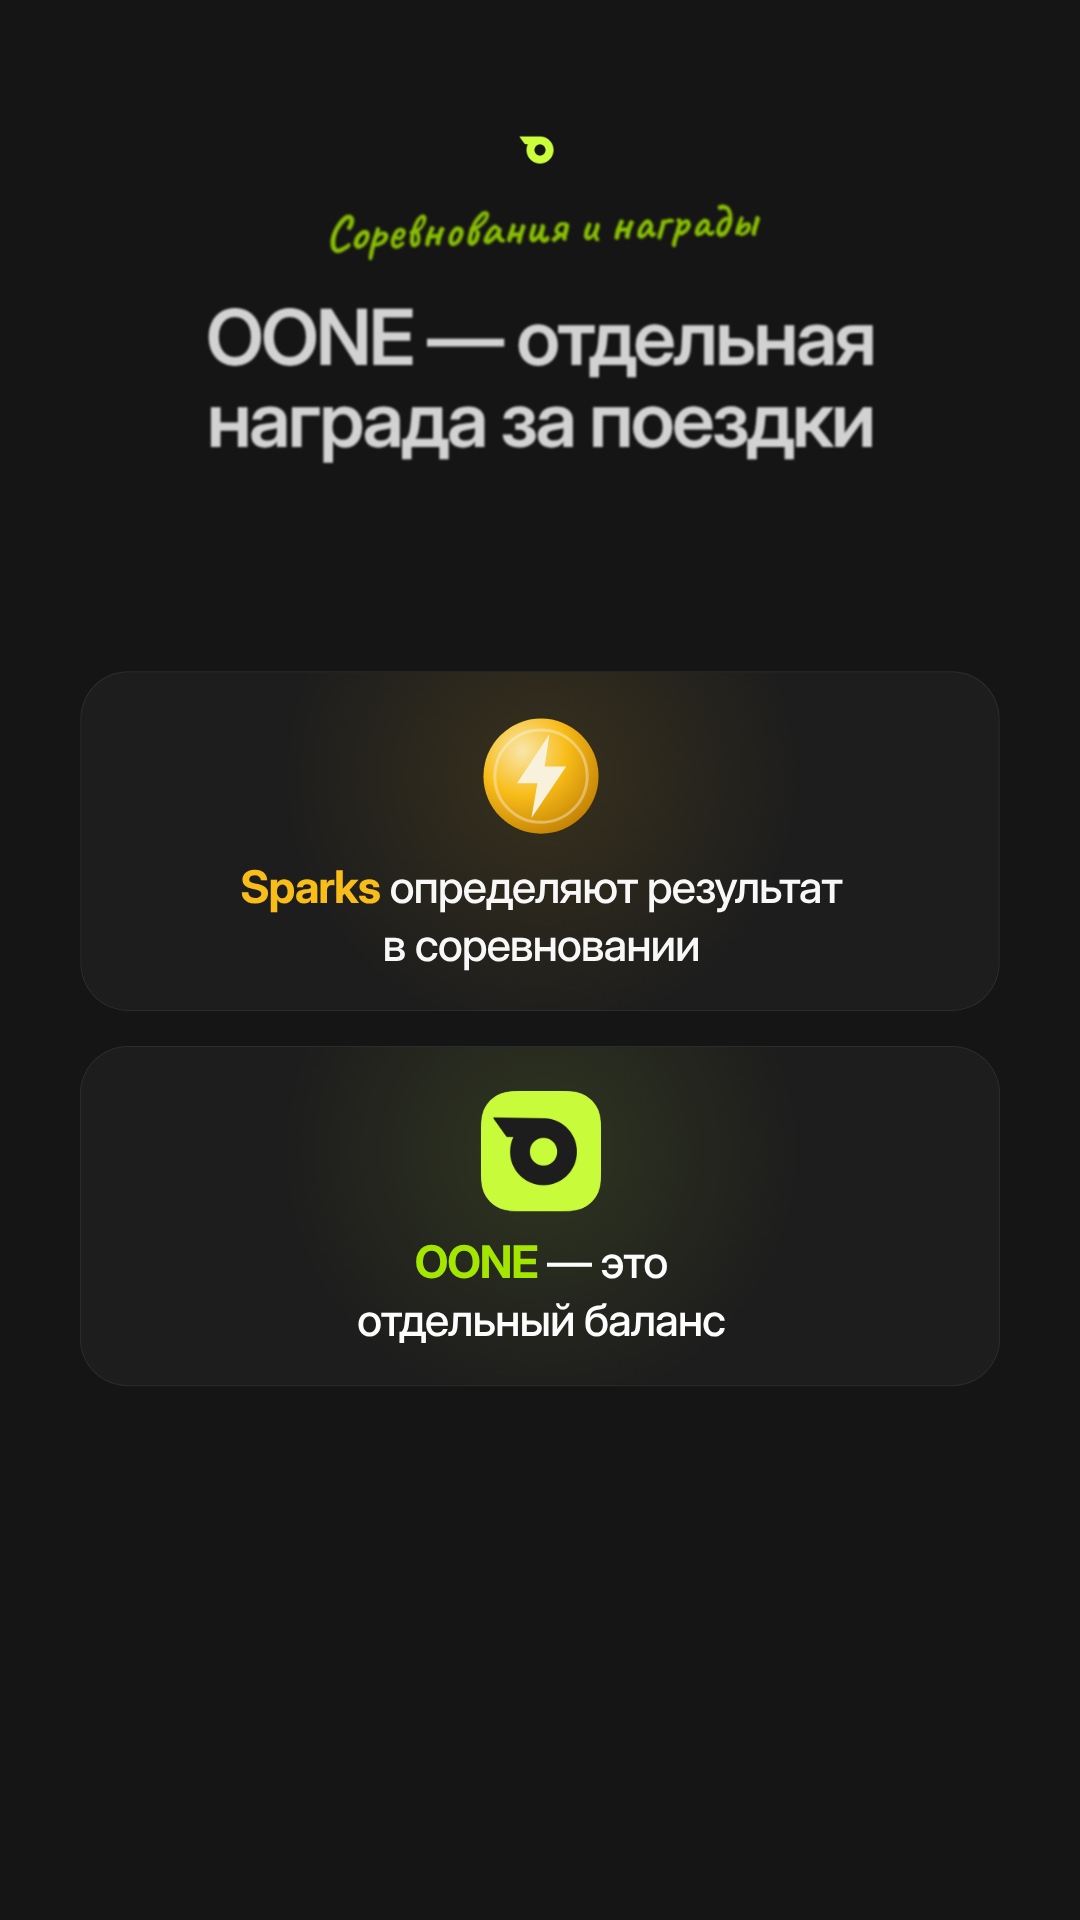 Соревнования и награды
OONE — отдельная
награда за поездки
Sparks определяют результат
в соревновании
OONE — это
отдельный баланс